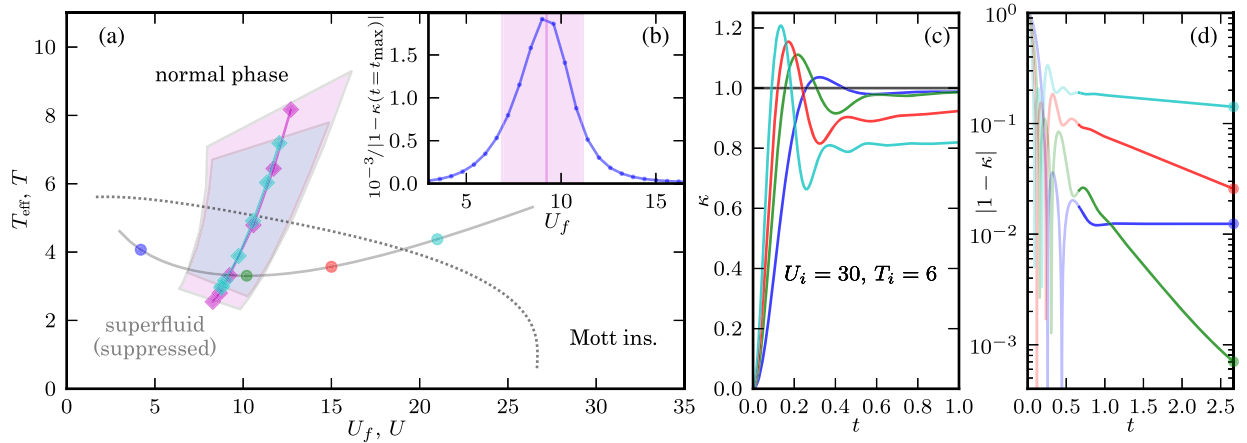 (a)
normal phase
superfluid
(suppressed)
Mott ins.
T_eff, T
0
2
4
6
8
10
0 5 10 15 20 25 30 35
U_f, U
(b)
10^{-3}/|1 − κ(t = t_max)|
0.0
0.5
1.0
1.5
5 10 15
U_f
(c)
κ
0.0
0.2
0.4
0.6
0.8
1.0
1.2
U_i = 30, T_i = 6
0.0 0.2 0.4 0.6 0.8 1.0
t
(d)
|1 − κ|
10^0
10^{-1}
10^{-2}
10^{-3}
0.0 0.5 1.0 1.5 2.0 2.5
t